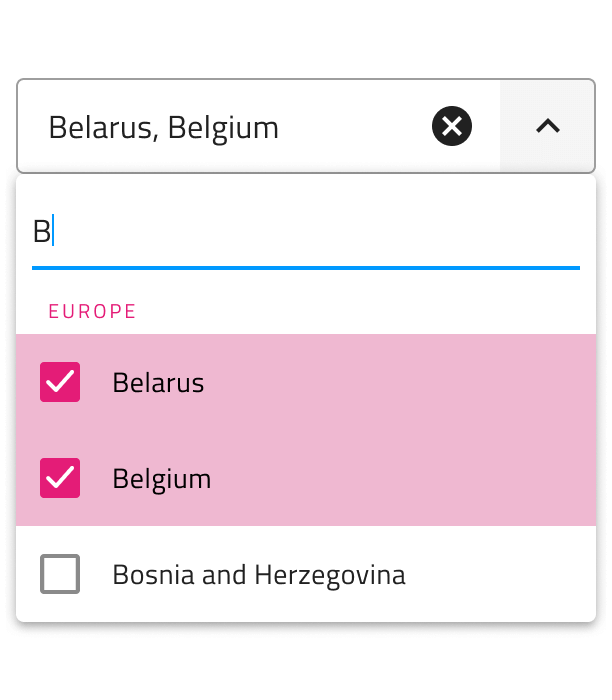 Belarus, Belgium
B
EUROPE
Belarus
Belgium
Bosnia and Herzegovina